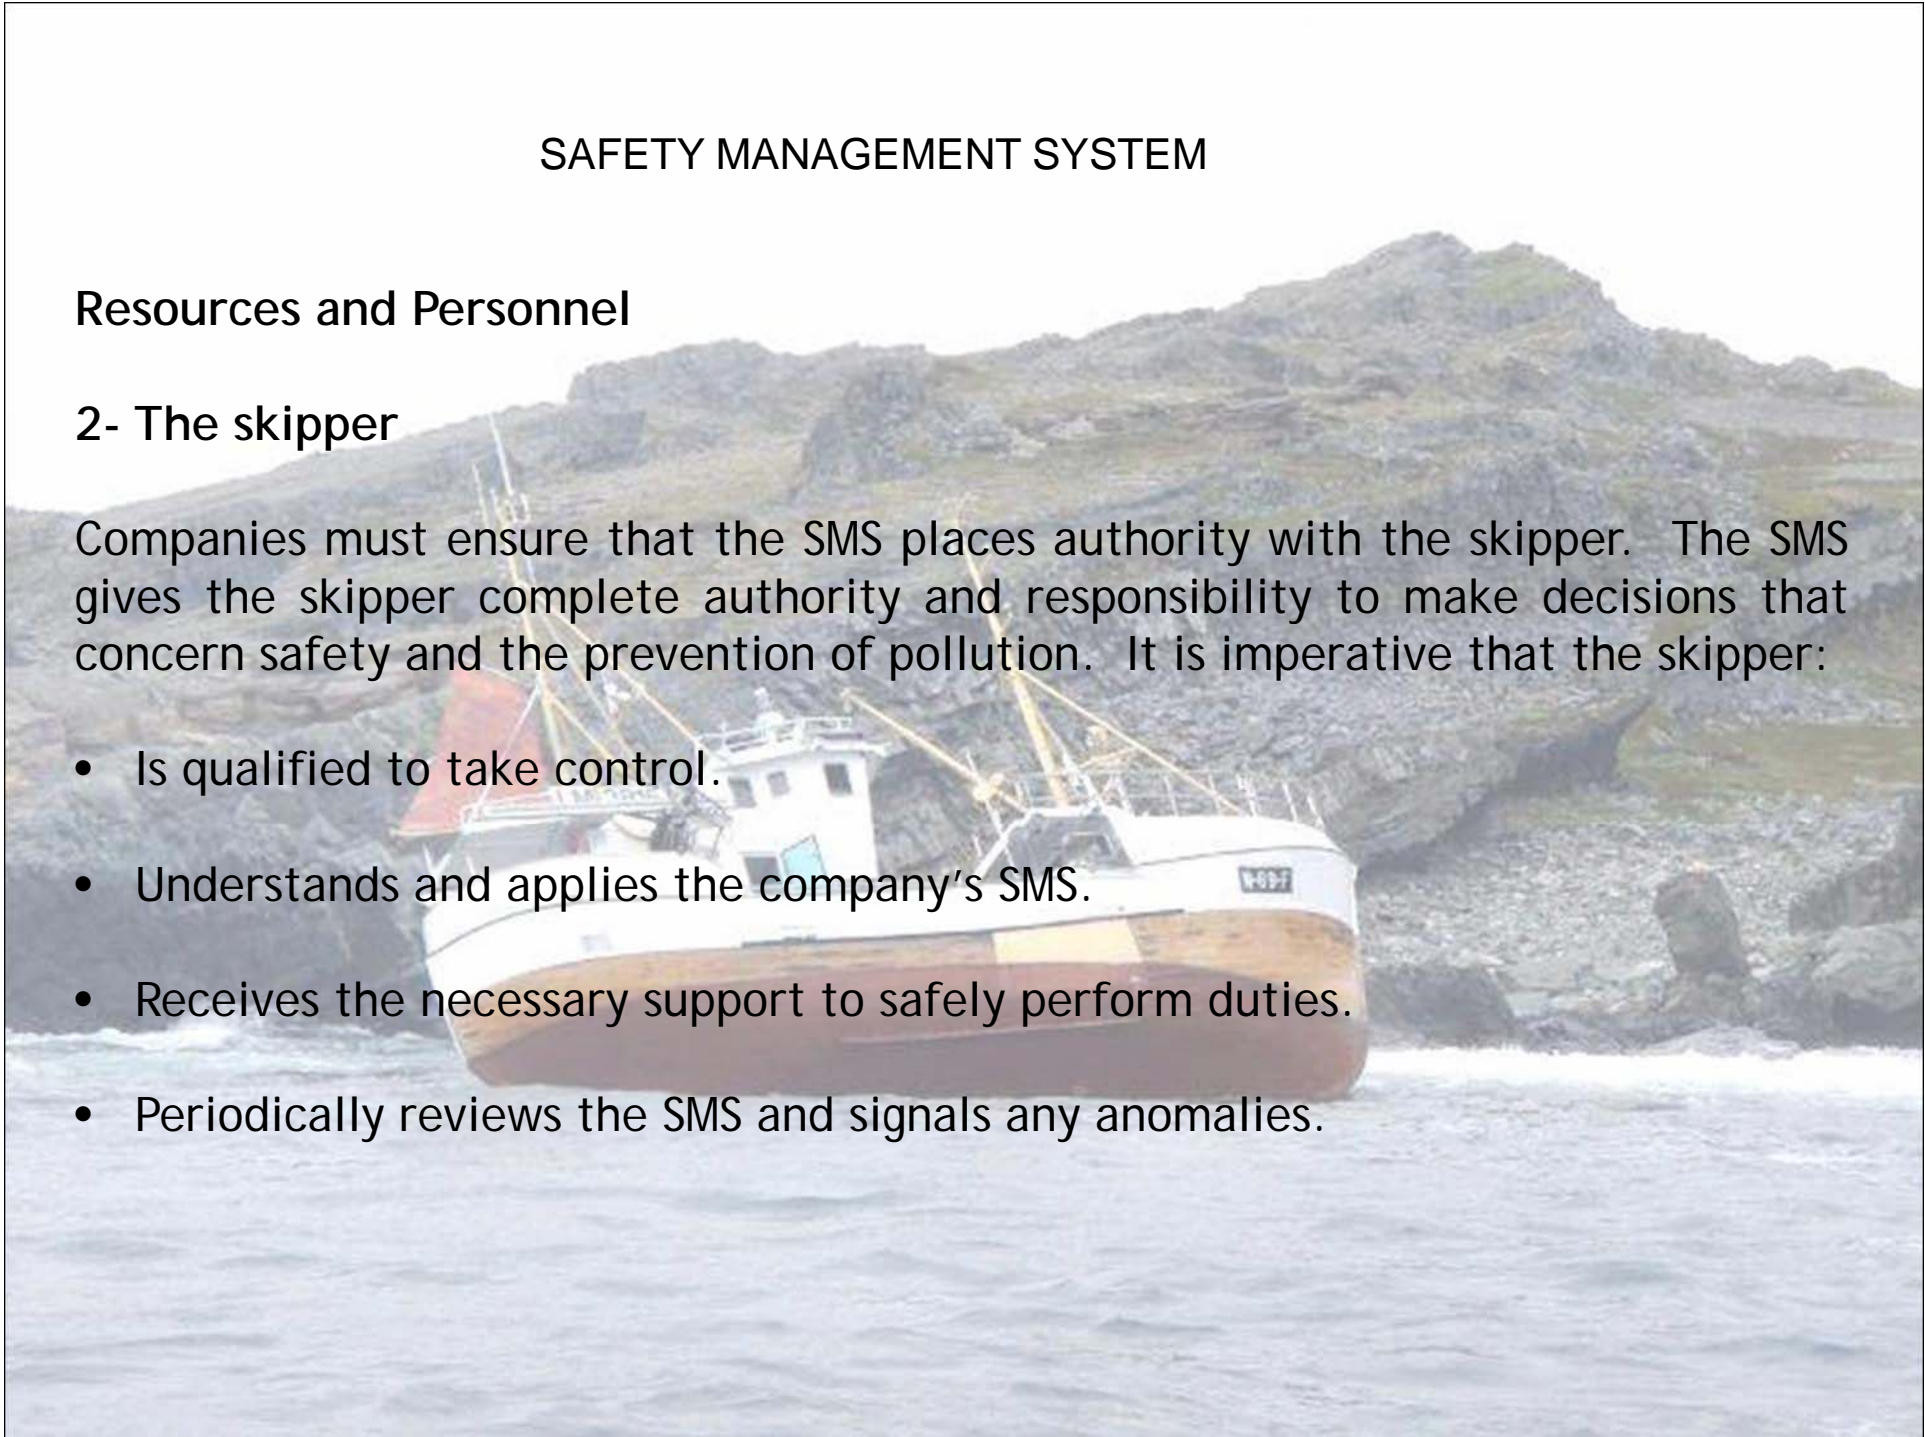 SAFETY MANAGEMENT SYSTEM
Resources and Personnel
2- The skipper
Companies must ensure that the SMS places authority with the skipper.  The SMS
gives the skipper complete authority and responsibility to make decisions that
concern safety and the prevention of pollution.  It is imperative that the skipper:
• Is qualified to take control.
• Understands and applies the company's SMS.
• Receives the necessary support to safely perform duties.
• Periodically reviews the SMS and signals any anomalies.